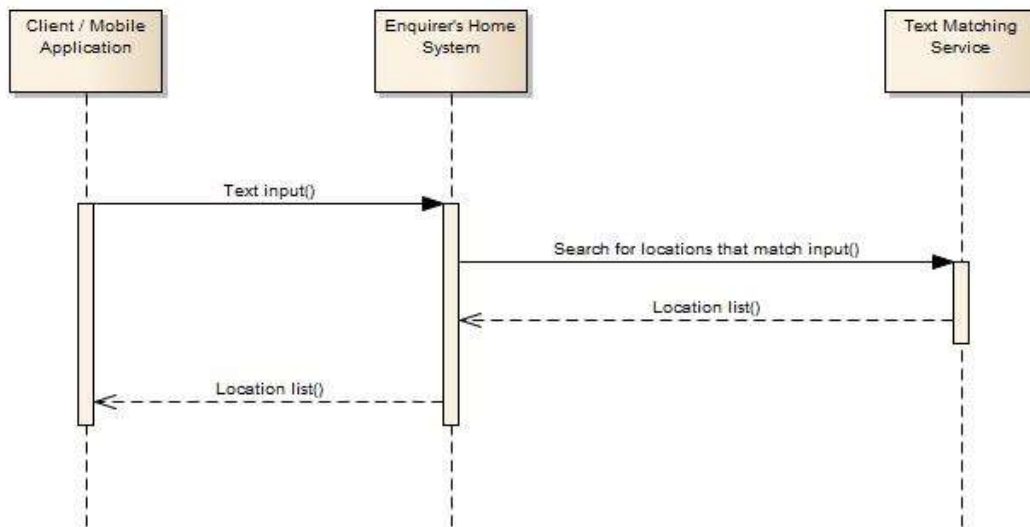 Client / Mobile
Application
Enquirer's Home
System
Text Matching
Service
Text input()
Search for locations that match input()
Location list()
Location list()